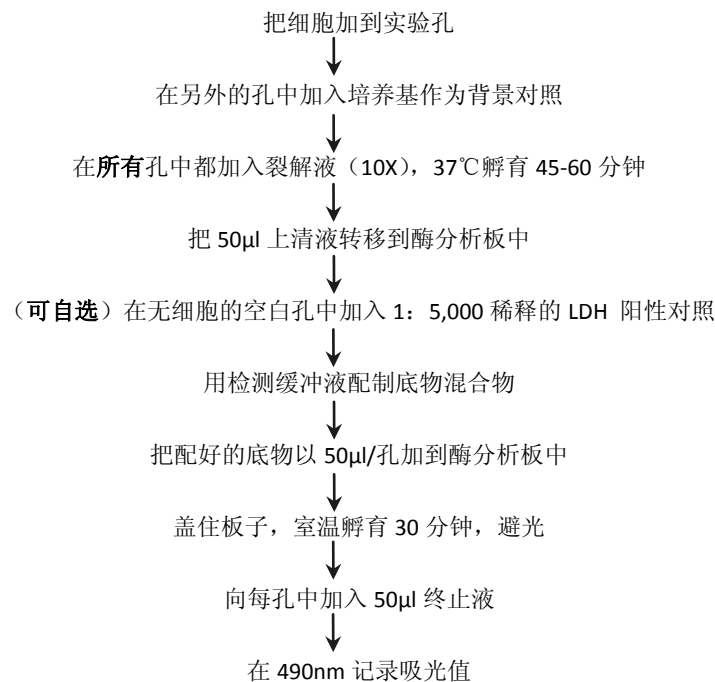 把细胞加到实验孔
在另外的孔中加入培养基作为背景对照
在所有孔中都加入裂解液（10X），37℃孵育 45-60 分钟
把 50μl 上清液转移到酶分析板中
（可自选）在无细胞的空白孔中加入 1：5,000 稀释的 LDH 阳性对照
用检测缓冲液配制底物混合物
把配好的底物以 50μl/孔加到酶分析板中
盖住板子，室温孵育 30 分钟，避光
向每孔中加入 50μl 终止液
在 490nm 记录吸光值